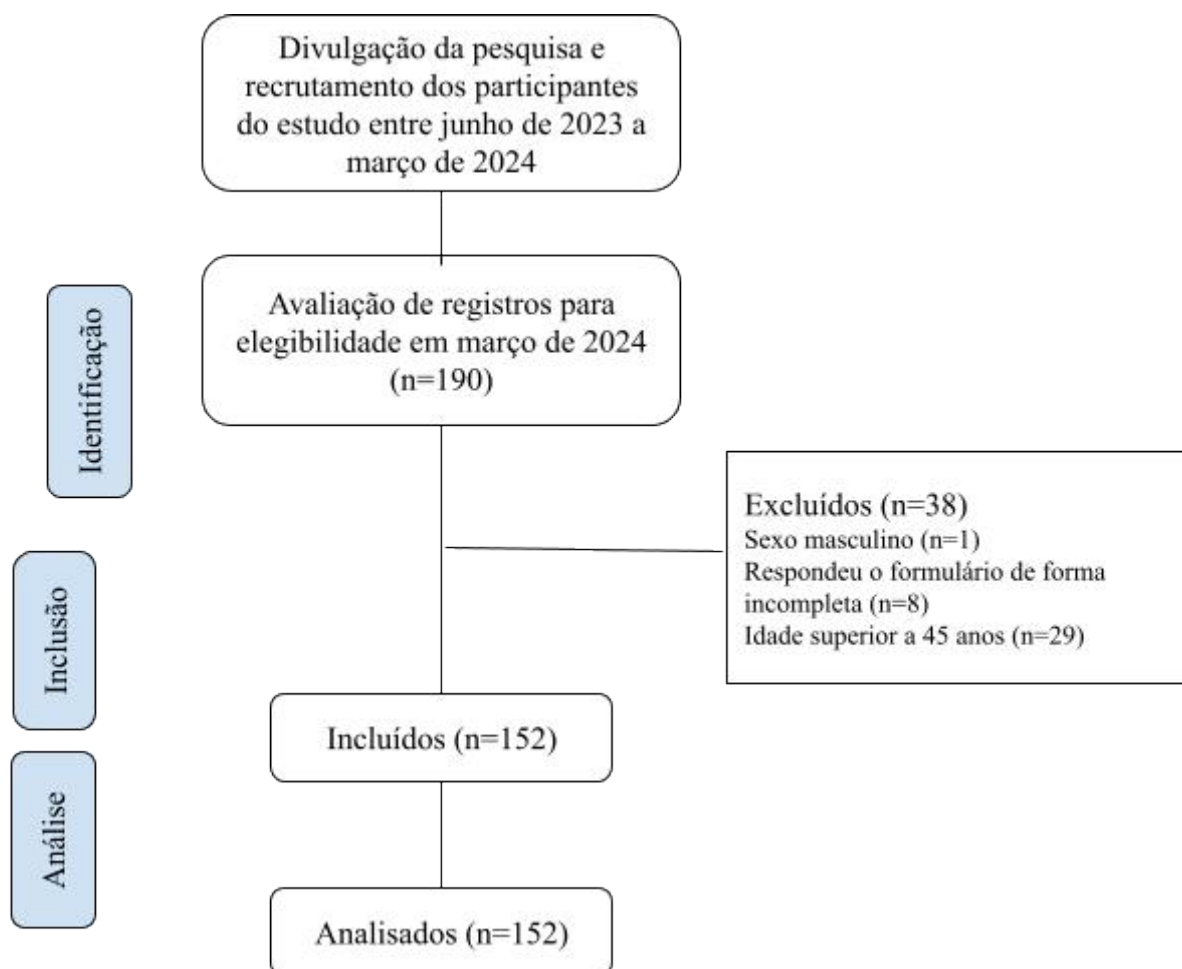 Divulgação da pesquisa e
recrutamento dos participantes
do estudo entre junho de 2023 a
março de 2024
Identificação
Avaliação de registros para
elegibilidade em março de 2024
(n=190)
Excluídos (n=38)
Sexo masculino (n=1)
Respondeu o formulário de forma
incompleta (n=8)
Idade superior a 45 anos (n=29)
Inclusão
Incluídos (n=152)
Análise
Analisados (n=152)